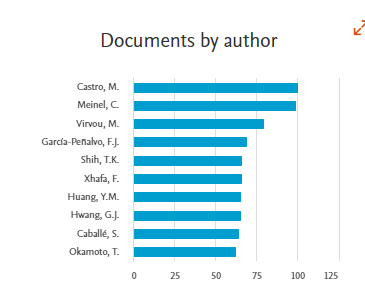 Documents by author
Castro, M.
Meinel, C.
Virvou, M.
García-Peñalvo, F.J.
Shih, T.K.
Xhafa, F.
Huang, Y.M.
Hwang, G.J.
Caballé, S.
Okamoto, T.
0 25 50 75 100 125